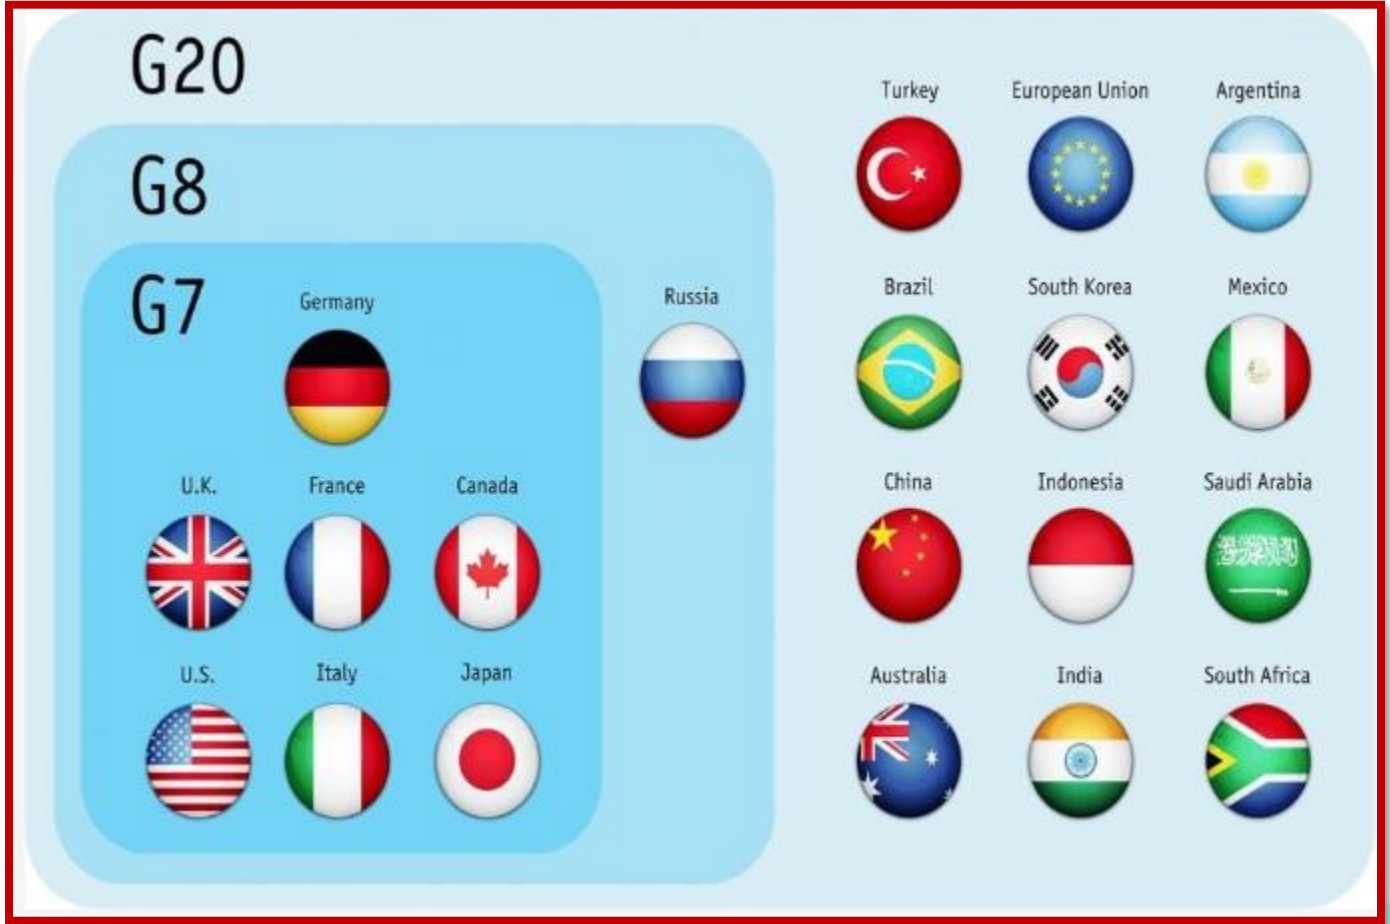 G20
G8
G7
Germany
U.K.
France
Canada
U.S.
Italy
Japan
Russia
Turkey
European Union
Argentina
Brazil
South Korea
Mexico
China
Indonesia
Saudi Arabia
Australia
India
South Africa